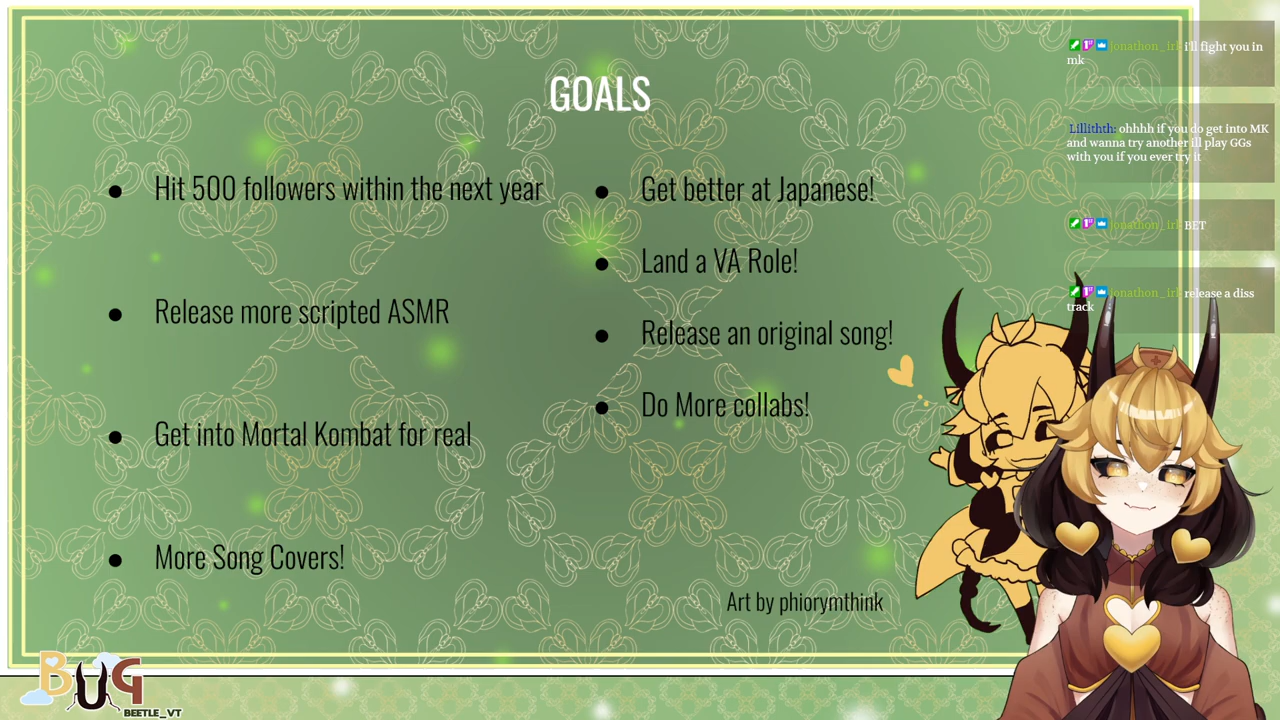 GOALS
Hit 500 followers within the next year
Release more scripted ASMR
Get into Mortal Kombat for real
More Song Covers!
Get better at Japanese!
Land a VA Role!
Release an original song!
Do More collabs!
Art by phiorymthink
jonathon_irl: i'll fight you in
mk
Lillithth: ohhhh if you do get into MK
and wanna try another ill play GGs
with you if you ever try it
jonathon_irl: BET
jonathon_irl: release a diss
track
BUG
BEETLE_VT